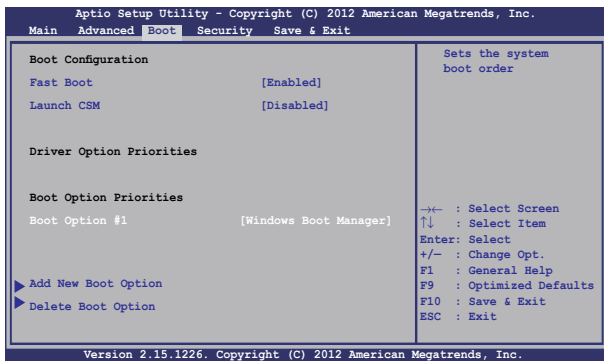 Aptio Setup Utility - Copyright (C) 2012 American Megatrends, Inc.
Main Advanced Boot Security Save & Exit
Boot Configuration
Fast Boot [Enabled]
Launch CSM [Disabled]
Driver Option Priorities
Boot Option Priorities
Boot Option #1 [Windows Boot Manager]
Add New Boot Option
Delete Boot Option
Sets the system
boot order
→← : Select Screen
↑↓ : Select Item
Enter: Select
+/— : Change Opt.
F1 : General Help
F9 : Optimized Defaults
F10 : Save & Exit
ESC : Exit
Version 2.15.1226. Copyright (C) 2012 American Megatrends, Inc.